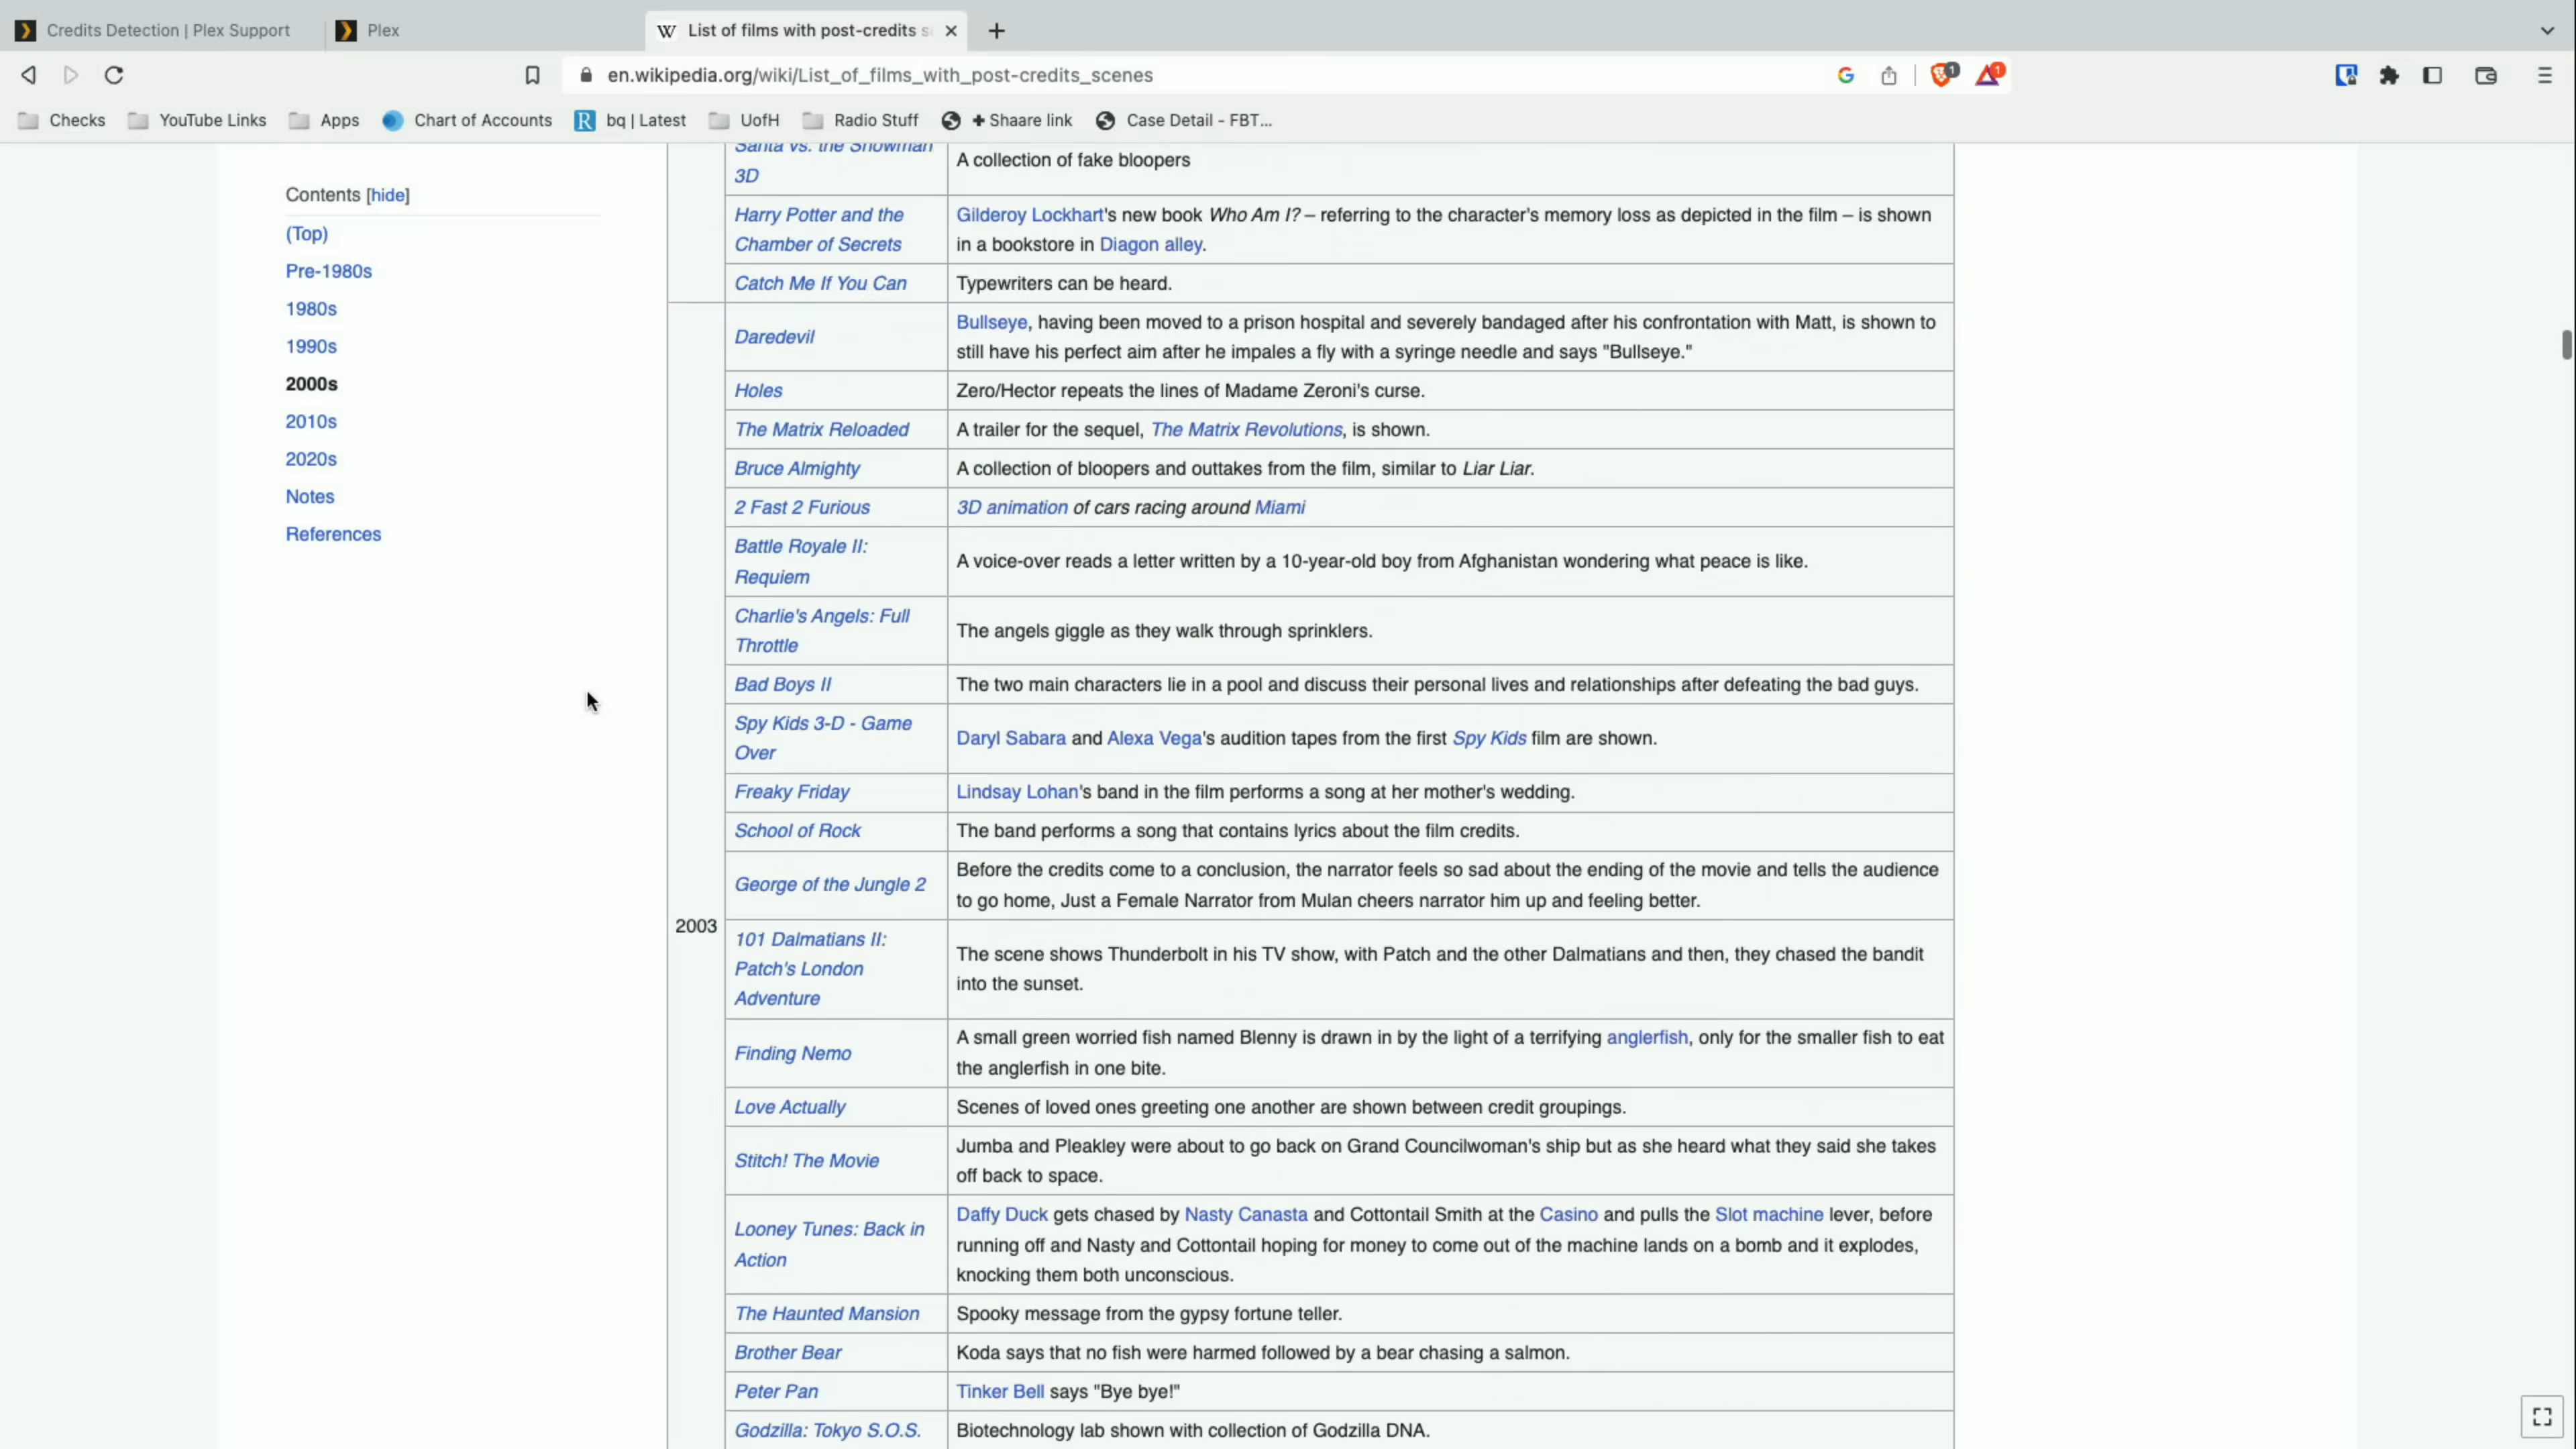 Credits Detection | Plex Support
Plex
List of films with post-credits s
en.wikipedia.org/wiki/List_of_films_with_post-credits_scenes
1
1
Checks
YouTube Links
Apps
Chart of Accounts
bq | Latest
UofH
Radio Stuff
+ Shaare link
Case Detail - FBT...
Contents [hide]
(Top)
Pre-1980s
1980s
1990s
2000s
2010s
2020s
Notes
References
Santa vs. the Snowman
3D
A collection of fake bloopers
Harry Potter and the
Chamber of Secrets
Gilderoy Lockhart's new book Who Am I? – referring to the character's memory loss as depicted in the film – is shown
in a bookstore in Diagon alley.
Catch Me If You Can
Typewriters can be heard.
2003
Daredevil
Bullseye, having been moved to a prison hospital and severely bandaged after his confrontation with Matt, is shown to
still have his perfect aim after he impales a fly with a syringe needle and says "Bullseye."
Holes
Zero/Hector repeats the lines of Madame Zeroni's curse.
The Matrix Reloaded
A trailer for the sequel, The Matrix Revolutions, is shown.
Bruce Almighty
A collection of bloopers and outtakes from the film, similar to Liar Liar.
2 Fast 2 Furious
3D animation of cars racing around Miami
Battle Royale II:
Requiem
A voice-over reads a letter written by a 10-year-old boy from Afghanistan wondering what peace is like.
Charlie's Angels: Full
Throttle
The angels giggle as they walk through sprinklers.
Bad Boys II
The two main characters lie in a pool and discuss their personal lives and relationships after defeating the bad guys.
Spy Kids 3-D - Game
Over
Daryl Sabara and Alexa Vega's audition tapes from the first Spy Kids film are shown.
Freaky Friday
Lindsay Lohan's band in the film performs a song at her mother's wedding.
School of Rock
The band performs a song that contains lyrics about the film credits.
George of the Jungle 2
Before the credits come to a conclusion, the narrator feels so sad about the ending of the movie and tells the audience
to go home, Just a Female Narrator from Mulan cheers narrator him up and feeling better.
101 Dalmatians II:
Patch's London
Adventure
The scene shows Thunderbolt in his TV show, with Patch and the other Dalmatians and then, they chased the bandit
into the sunset.
Finding Nemo
A small green worried fish named Blenny is drawn in by the light of a terrifying anglerfish, only for the smaller fish to eat
the anglerfish in one bite.
Love Actually
Scenes of loved ones greeting one another are shown between credit groupings.
Stitch! The Movie
Jumba and Pleakley were about to go back on Grand Councilwoman's ship but as she heard what they said she takes
off back to space.
Looney Tunes: Back in
Action
Daffy Duck gets chased by Nasty Canasta and Cottontail Smith at the Casino and pulls the Slot machine lever, before
running off and Nasty and Cottontail hoping for money to come out of the machine lands on a bomb and it explodes,
knocking them both unconscious.
The Haunted Mansion
Spooky message from the gypsy fortune teller.
Brother Bear
Koda says that no fish were harmed followed by a bear chasing a salmon.
Peter Pan
Tinker Bell says "Bye bye!"
Godzilla: Tokyo S.O.S.
Biotechnology lab shown with collection of Godzilla DNA.